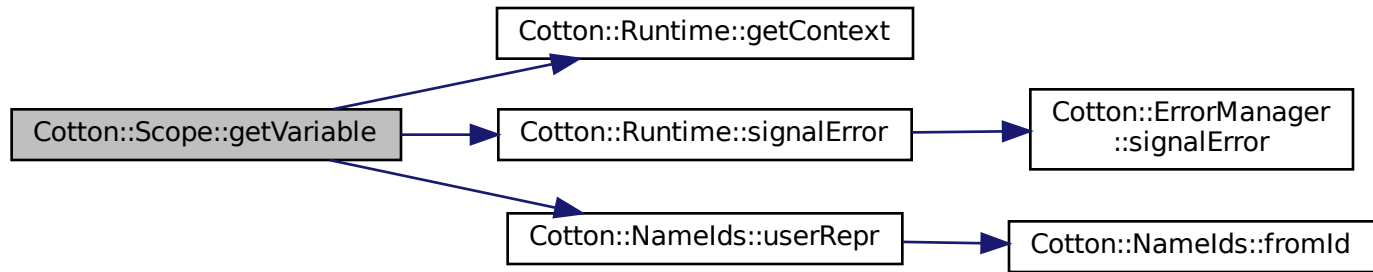 Cotton::Runtime::getContext
Cotton::Scope::getVariable
Cotton::Runtime::signalError
Cotton::ErrorManager
::signalError
Cotton::NameIds::userRepr
Cotton::NameIds::fromId